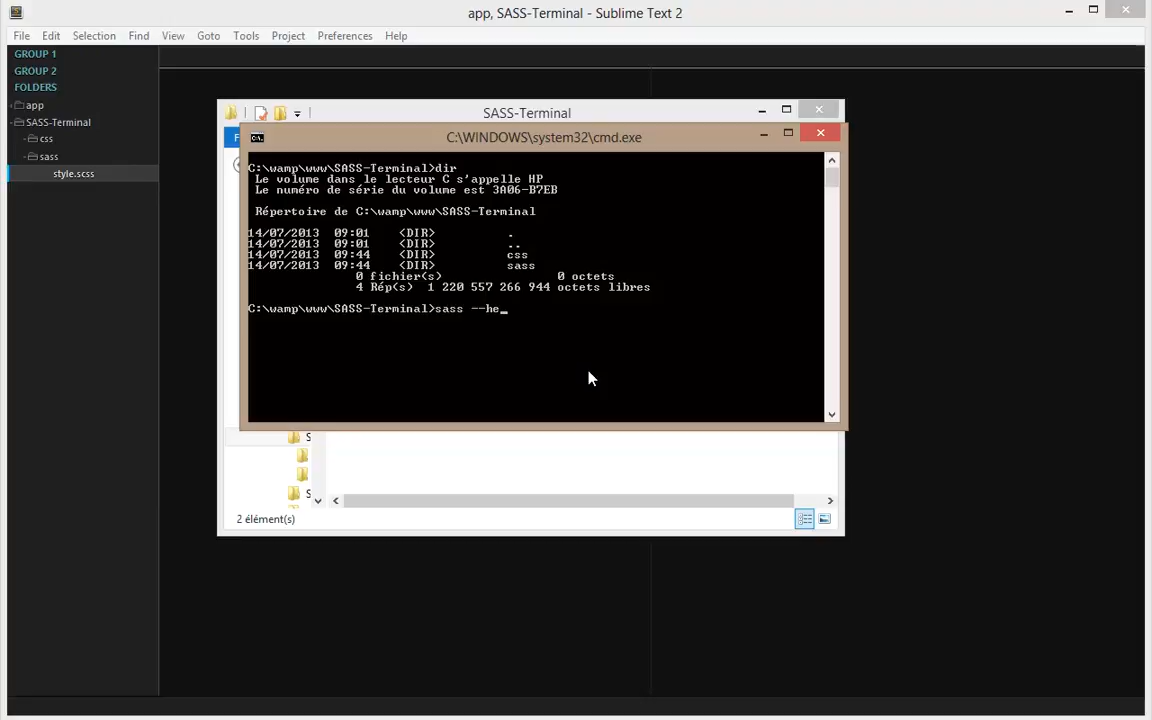 app, SASS-Terminal - Sublime Text 2
File Edit Selection Find View Goto Tools Project Preferences Help
GROUP 1
GROUP 2
FOLDERS
app
SASS-Terminal
css
sass
style.scss
SASS-Terminal
F
C:\WINDOWS\system32\cmd.exe
C:\wamp\www\SASS-Terminal>dir
Le volume dans le lecteur C s'appelle HP
Le numéro de série du volume est 3A06-B7EB
Répertoire de C:\wamp\www\SASS-Terminal
14/07/2013 09:01 <DIR> .
14/07/2013 09:01 <DIR> ..
14/07/2013 09:44 <DIR> css
14/07/2013 09:44 <DIR> sass
0 fichier(s) 0 octets
4 Rép(s) 1 220 557 266 944 octets libres
C:\wamp\www\SASS-Terminal>sass --he_
S
S
2 élément(s)